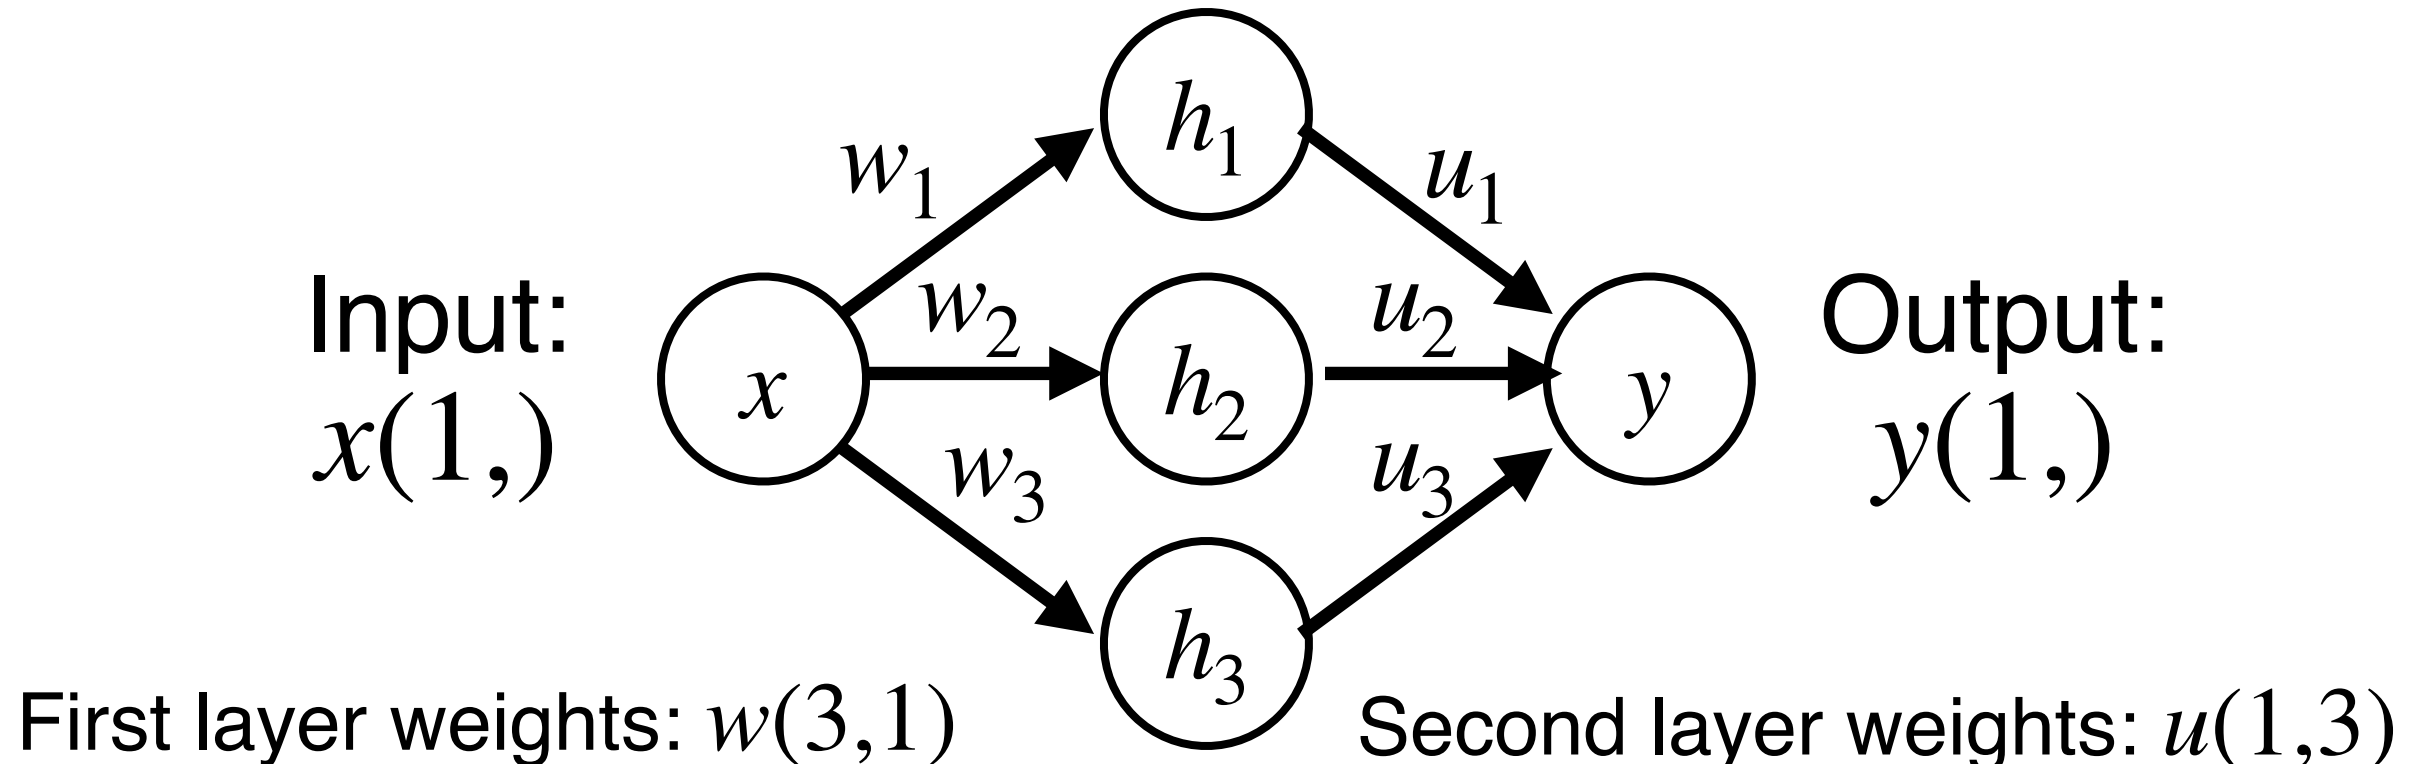 h₁
w₁
u₁
Input:
x(1,)
w₂
u₂
Output:
y(1,)
x
h₂
y
w₃
u₃
h₃
First layer weights: w(3,1)
Second layer weights: u(1,3)